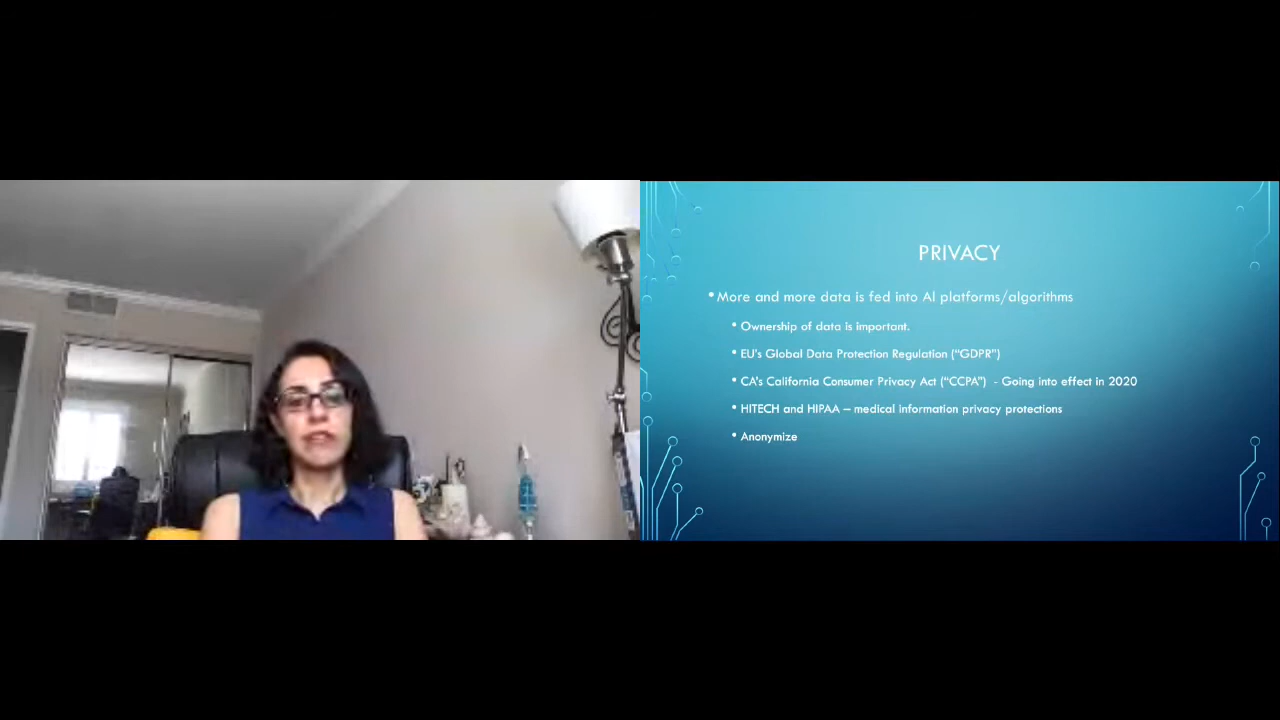 PRIVACY
•More and more data is fed into AI platforms/algorithms
• Ownership of data is important.
• EU's Global Data Protection Regulation ("GDPR")
• CA's California Consumer Privacy Act ("CCPA")  - Going into effect in 2020
• HITECH and HIPAA – medical information privacy protections
• Anonymize